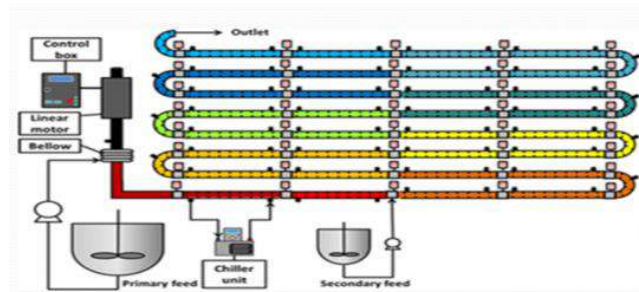 Control
box
Outlet
Linear
motor
Bellow
Primary feed
Chiller
unit
Secondary feed